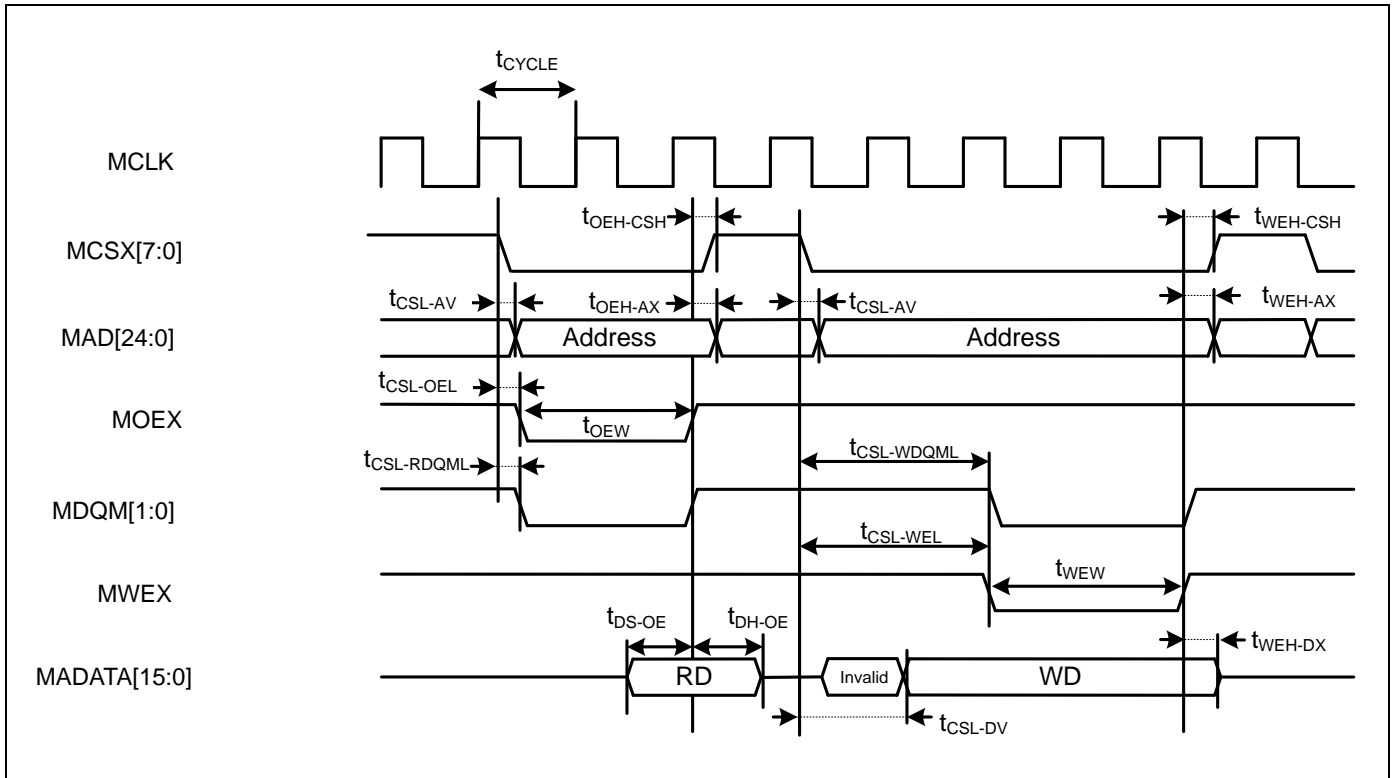 tCYCLE
MCLK
tOEH-CSH
tWEH-CSH
MCSX[7:0]
tCSL-AV
tOEH-AX
tCSL-AV
tWEH-AX
MAD[24:0]
Address
Address
tCSL-OEL
MOEX
tOEW
tCSL-RDQML
tCSL-WDQML
MDQM[1:0]
tCSL-WEL
MWEX
tWEW
tDS-OE
tDH-OE
tWEH-DX
MADATA[15:0]
RD
Invalid
WD
tCSL-DV